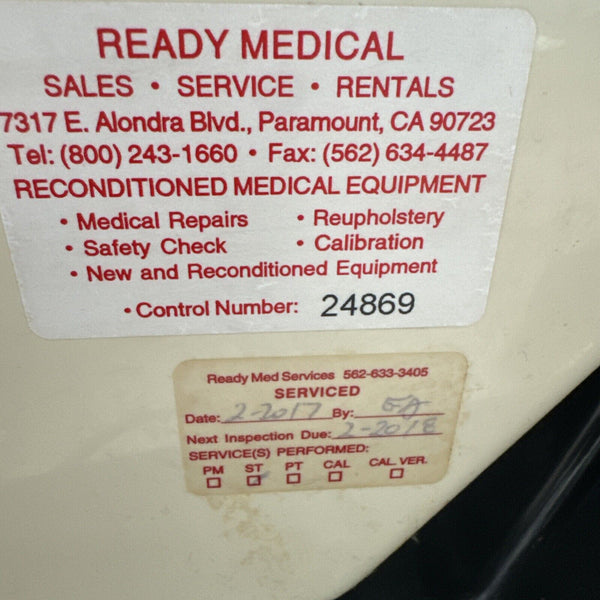 READY MEDICAL
SALES • SERVICE • RENTALS
7317 E. Alondra Blvd., Paramount, CA 90723
Tel: (800) 243-1660 • Fax: (562) 634-4487
RECONDITIONED MEDICAL EQUIPMENT
• Medical Repairs • Reupholstery
• Safety Check • Calibration
• New and Reconditioned Equipment
• Control Number: 24869
Ready Med Services 562-633-3405
SERVICED
Date: 2-2017 By:
Next Inspection Due: 2-2018
SERVICE(S) PERFORMED:
PM ST PT CAL CAL. VER.